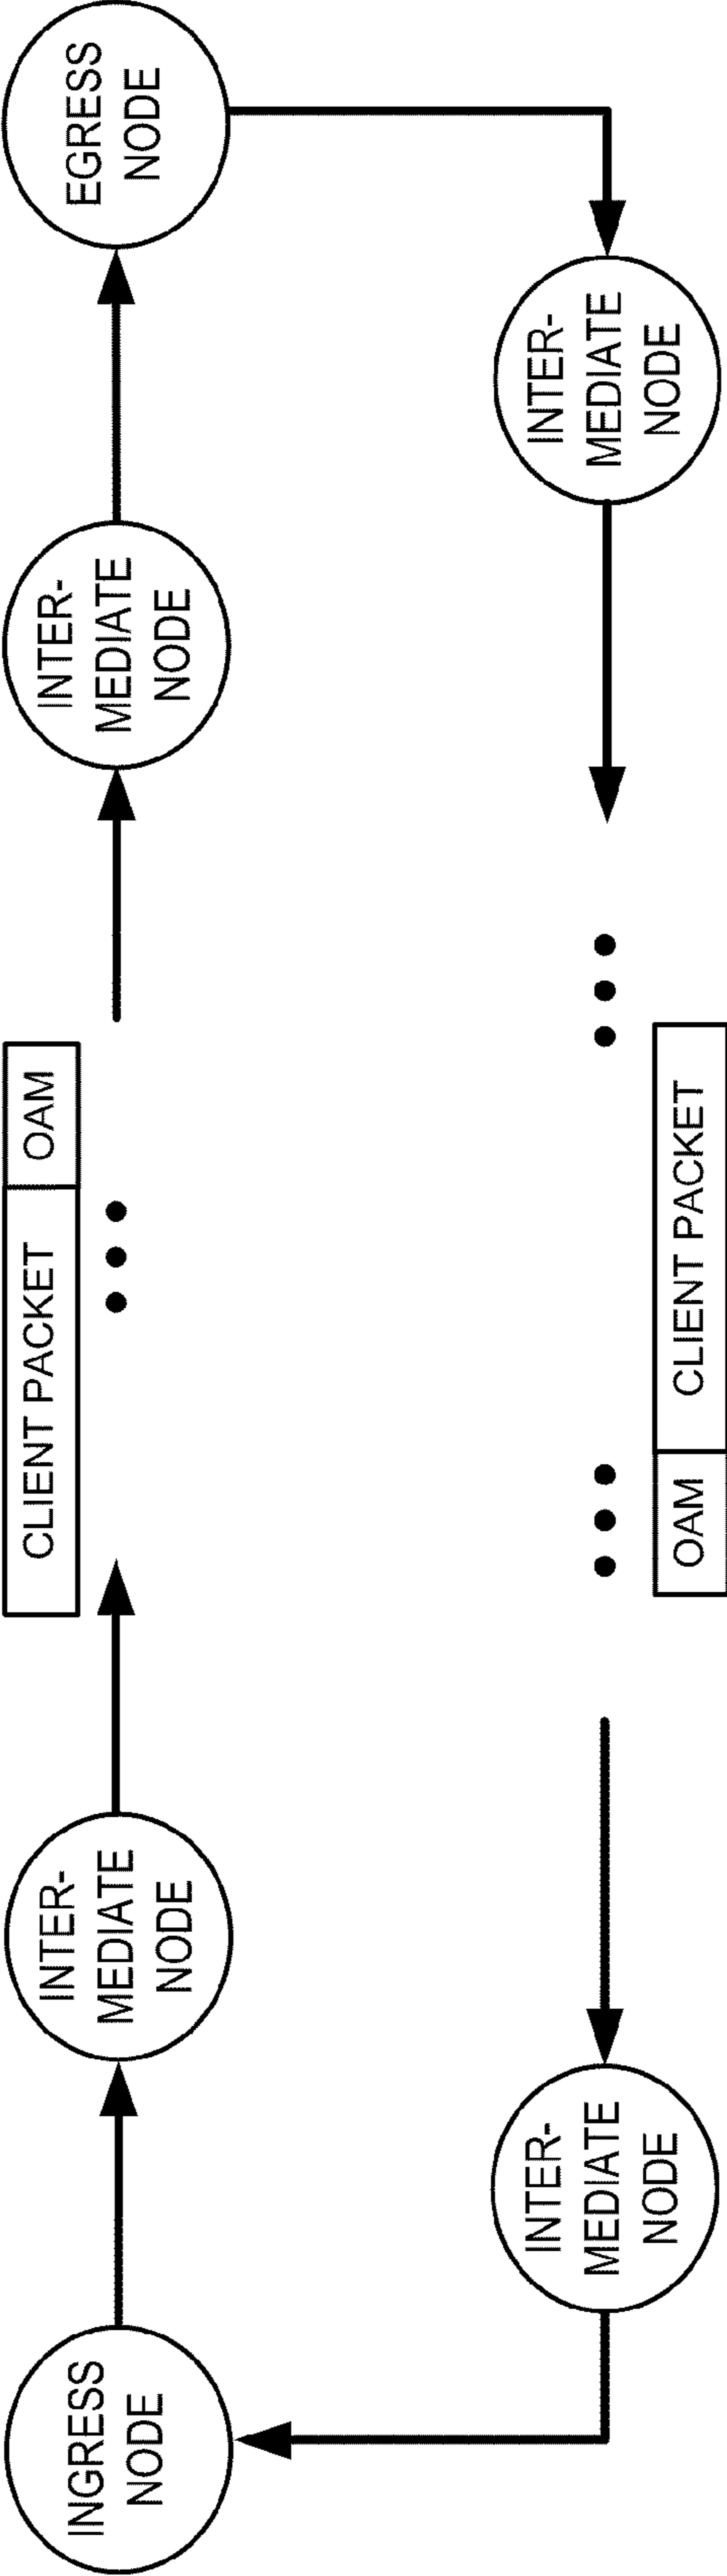 INGRESS
NODE
INTER-
MEDIATE
NODE
CLIENT PACKET
OAM
INTER-
MEDIATE
NODE
EGRESS
NODE
INTER-
MEDIATE
NODE
OAM
CLIENT PACKET
INTER-
MEDIATE
NODE